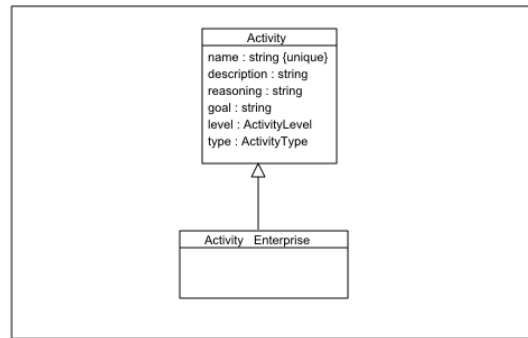 Activity
name : string {unique}
description : string
reasoning : string
goal : string
level : ActivityLevel
type : ActivityType
Activity Enterprise